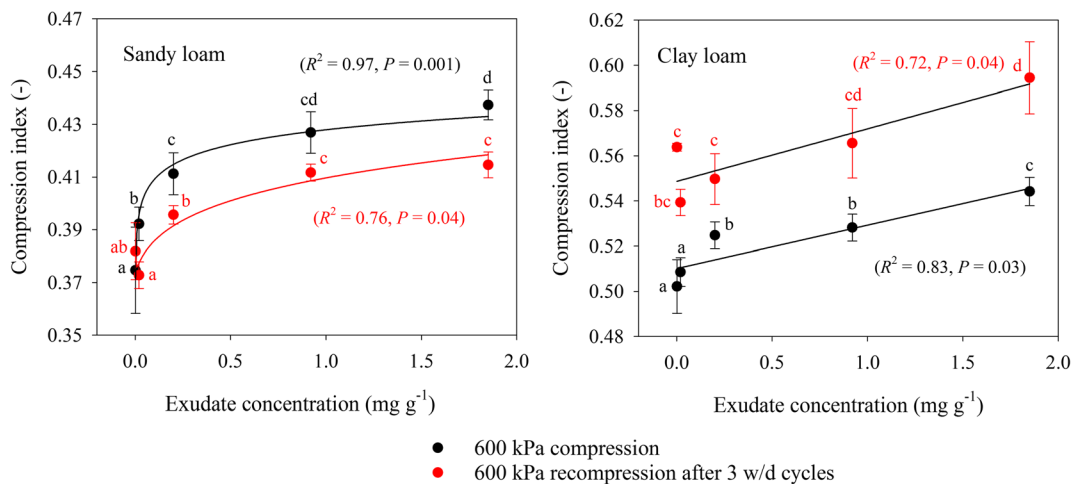 Sandy loam
(R² = 0.97, P = 0.001)
(R² = 0.76, P = 0.04)
Compression index (-)
0.47
0.45
0.43
0.41
0.39
0.37
0.35
a
b
c
cd
d
ab
a
b
c
c
0.0
0.5
1.0
1.5
2.0
Exudate concentration (mg g⁻¹)
Clay loam
(R² = 0.72, P = 0.04)
(R² = 0.83, P = 0.03)
Compression index (-)
0.62
0.60
0.58
0.56
0.54
0.52
0.50
0.48
c
bc
c
cd
d
a
a
b
b
c
0.0
0.5
1.0
1.5
2.0
Exudate concentration (mg g⁻¹)
600 kPa compression
600 kPa recompression after 3 w/d cycles